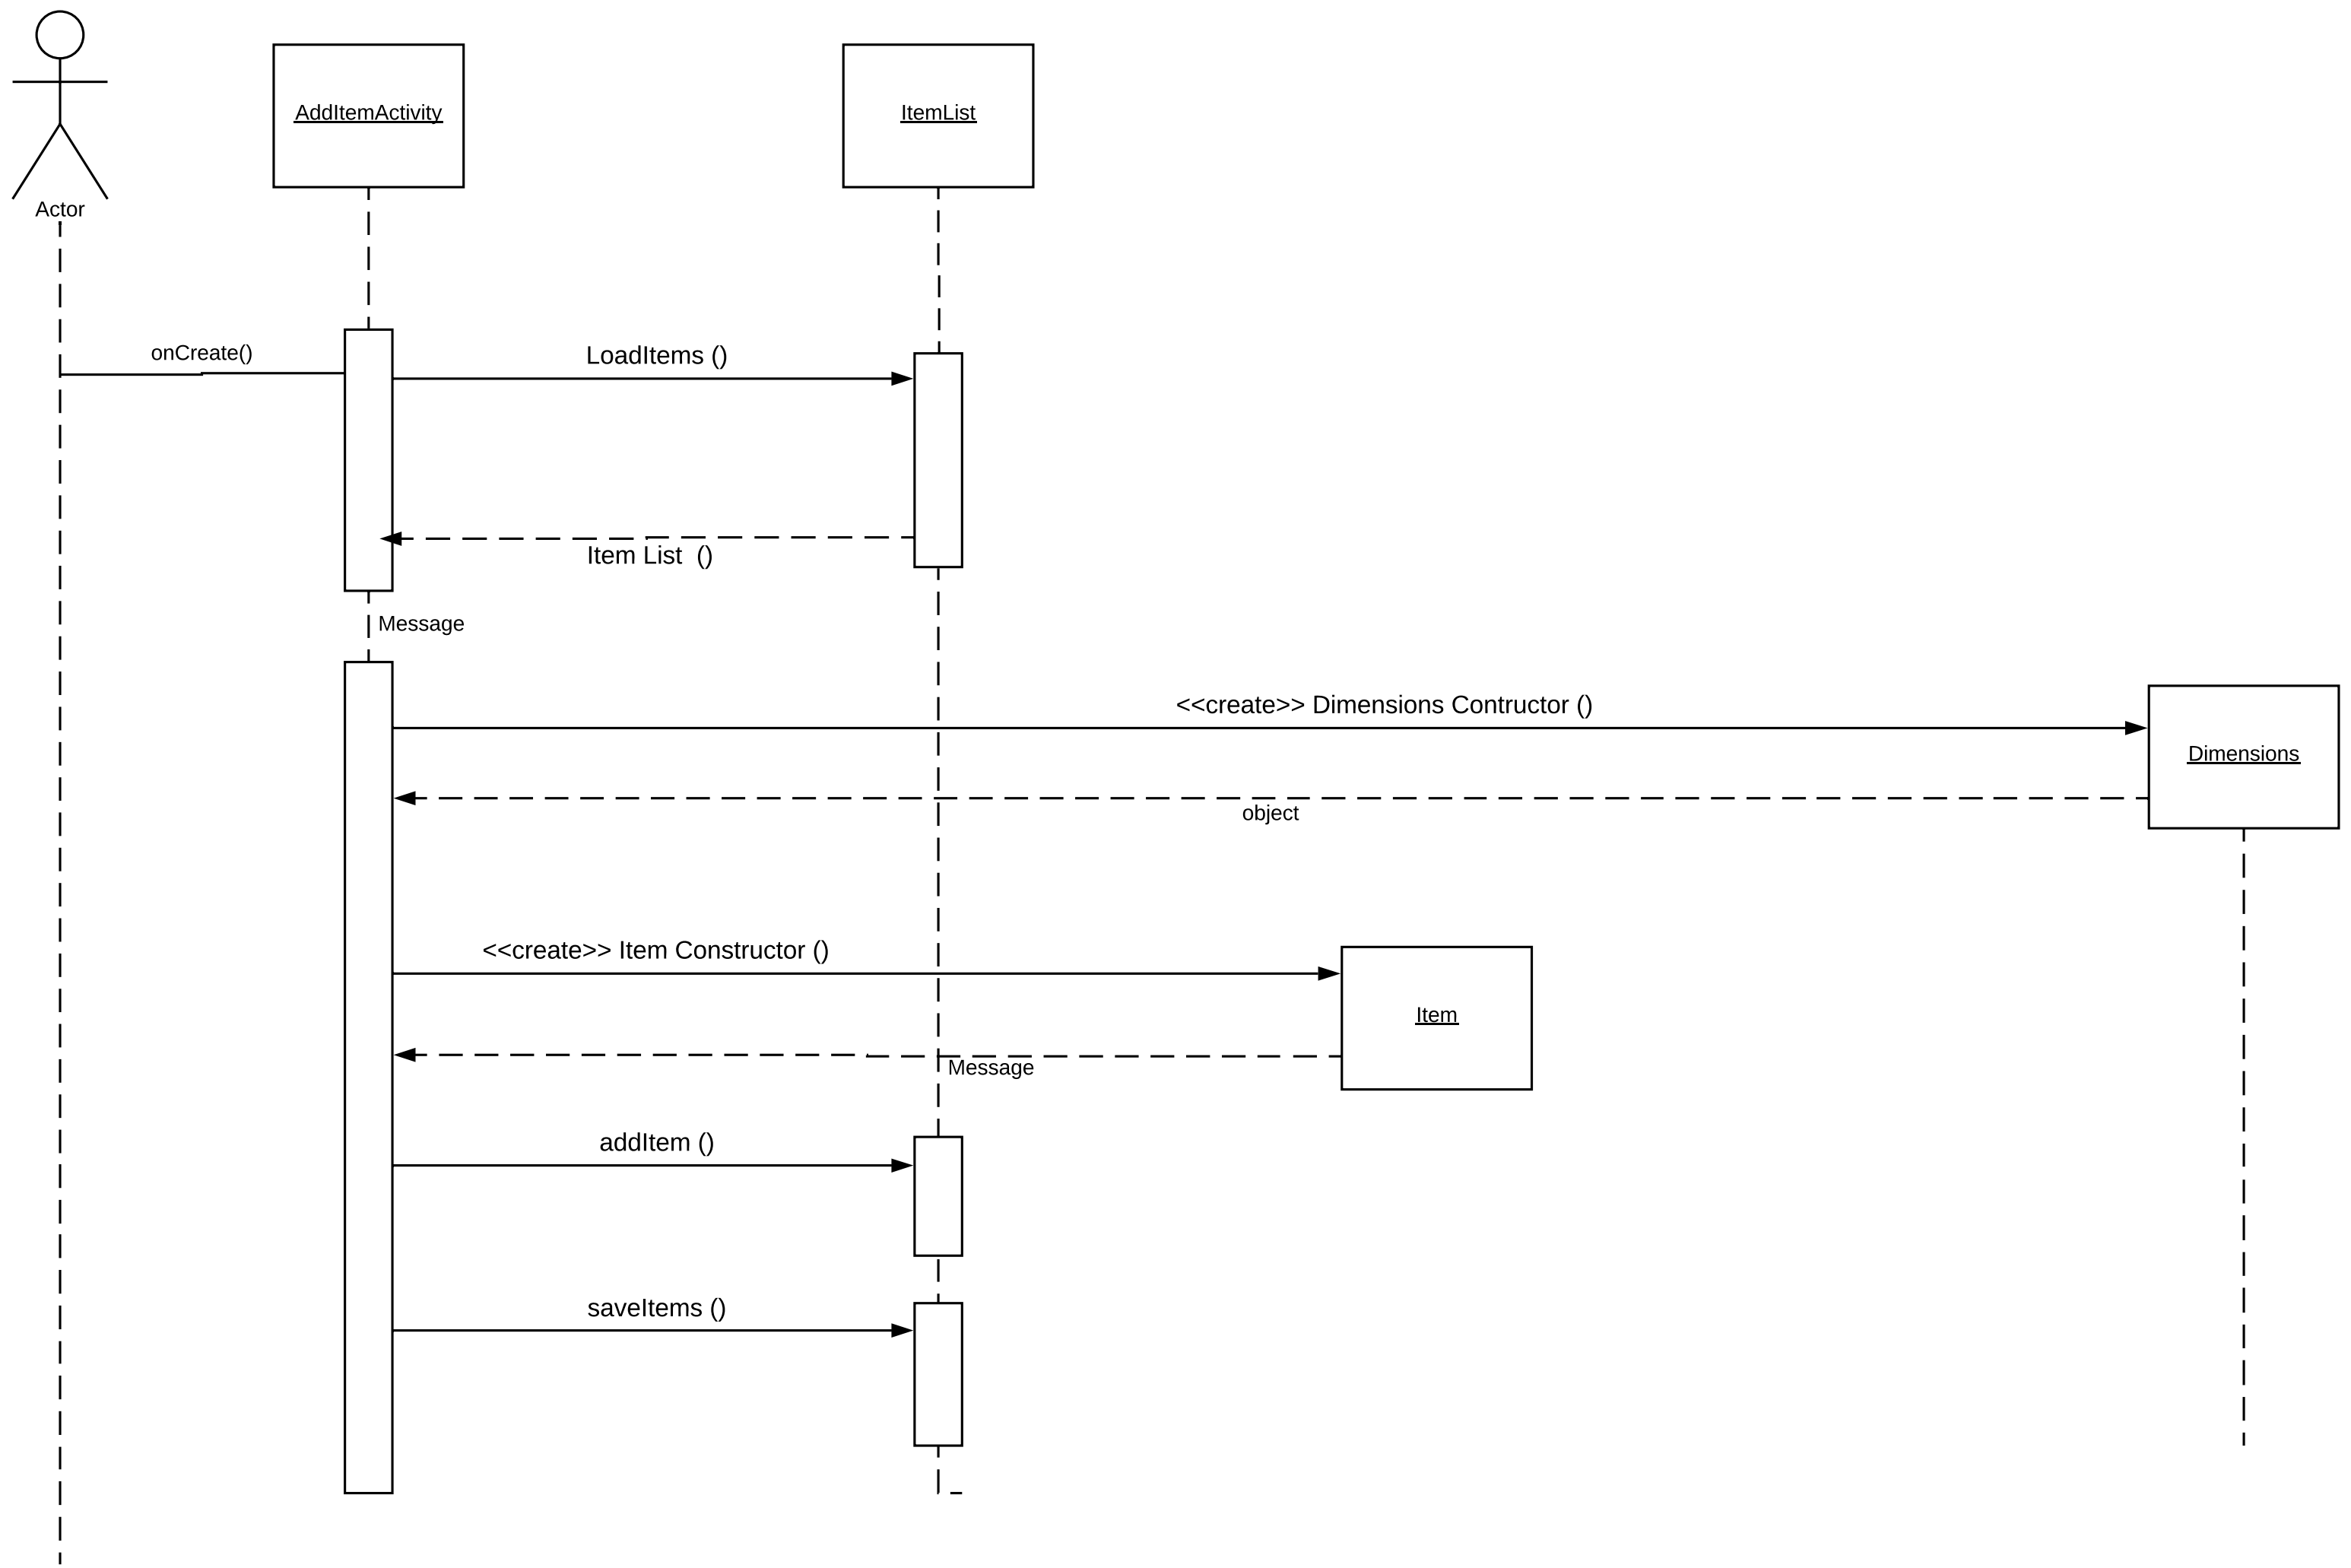 AddItemActivity
ItemList
Actor
onCreate()
LoadItems ()
Item List  ()
Message
<<create>> Dimensions Contructor ()
Dimensions
object
<<create>> Item Constructor ()
Item
Message
addItem ()
saveItems ()